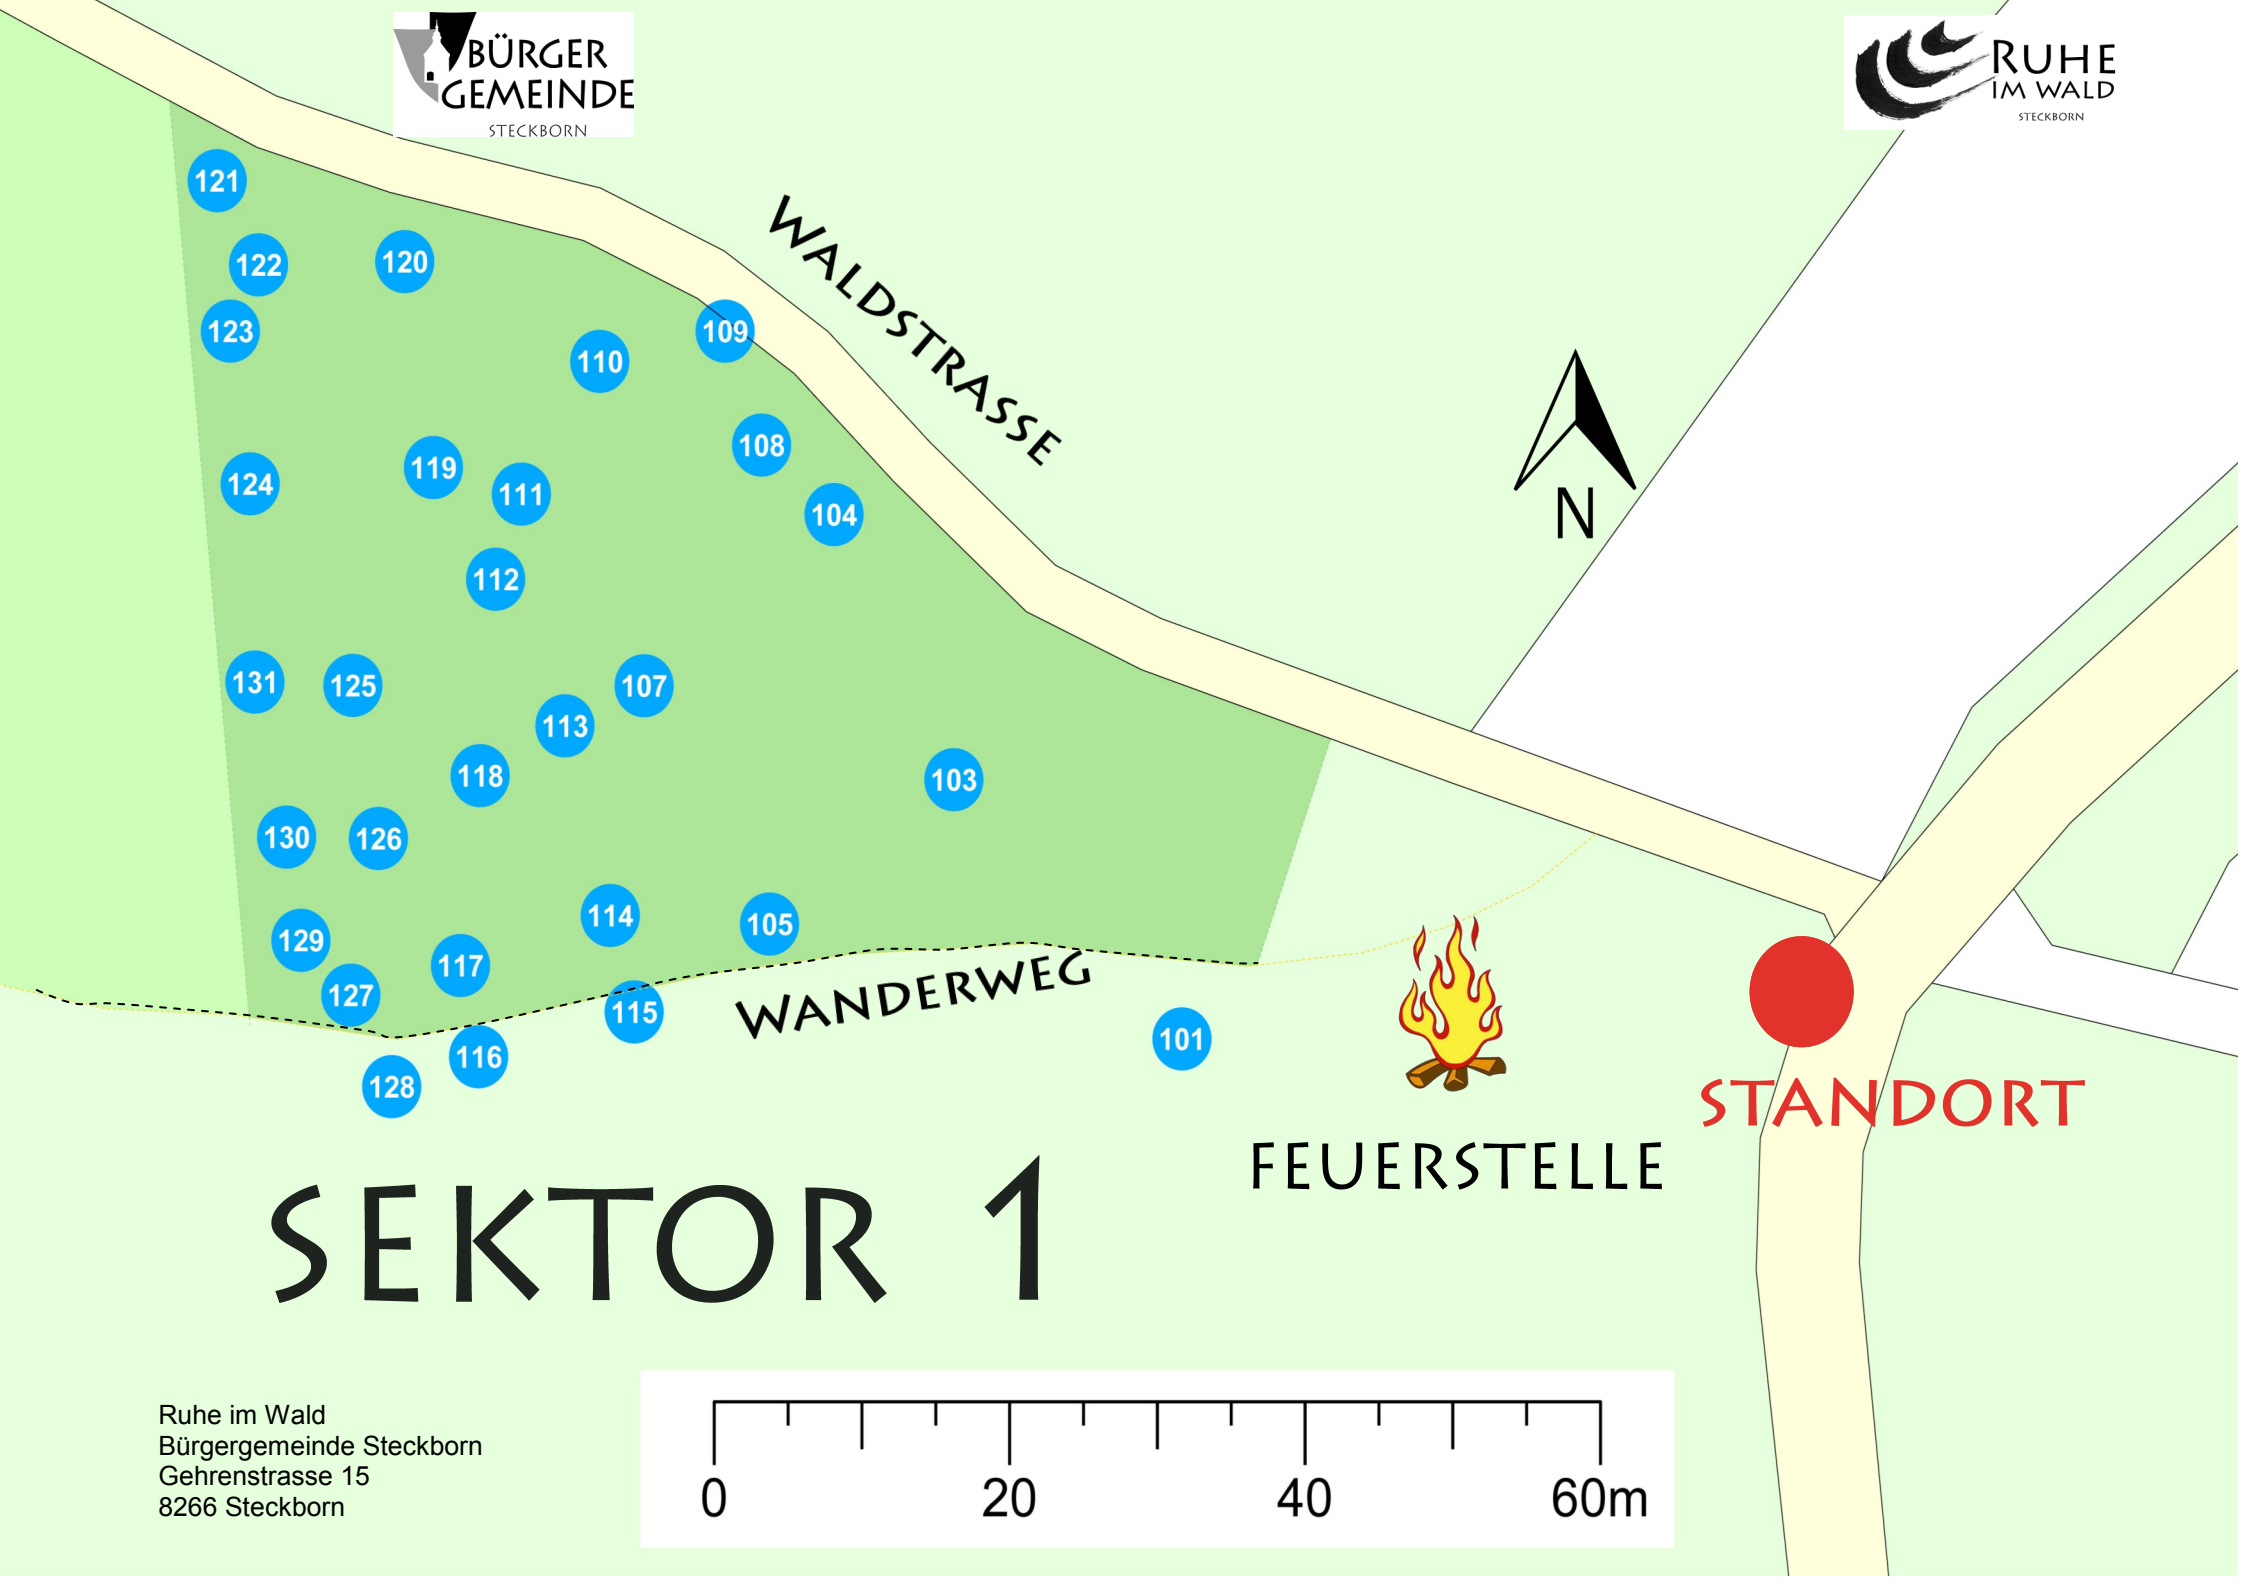 BÜRGER
GEMEINDE
STECKBORN
RUHE
IM WALD
STECKBORN
121
122
120
123
109
110
WALDSTRASSE
108
119
124
111
104
N
112
131
125
107
113
118
103
130
126
114
105
129
117
127
WANDERWEG
115
101
116
128
STANDORT
FEUERSTELLE
SEKTOR 1
Ruhe im Wald
Bürgergemeinde Steckborn
Gehrenstrasse 15
8266 Steckborn
0 20 40 60m